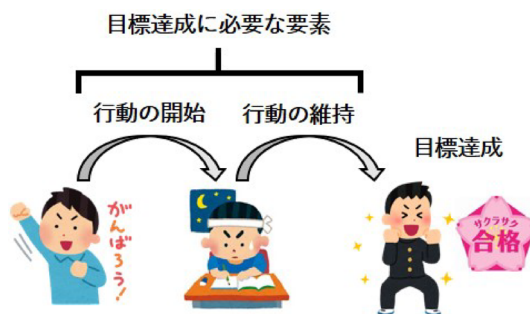 目標達成に必要な要素
行動の開始
行動の維持
目標達成
がんばろう!
サクラサク
合格